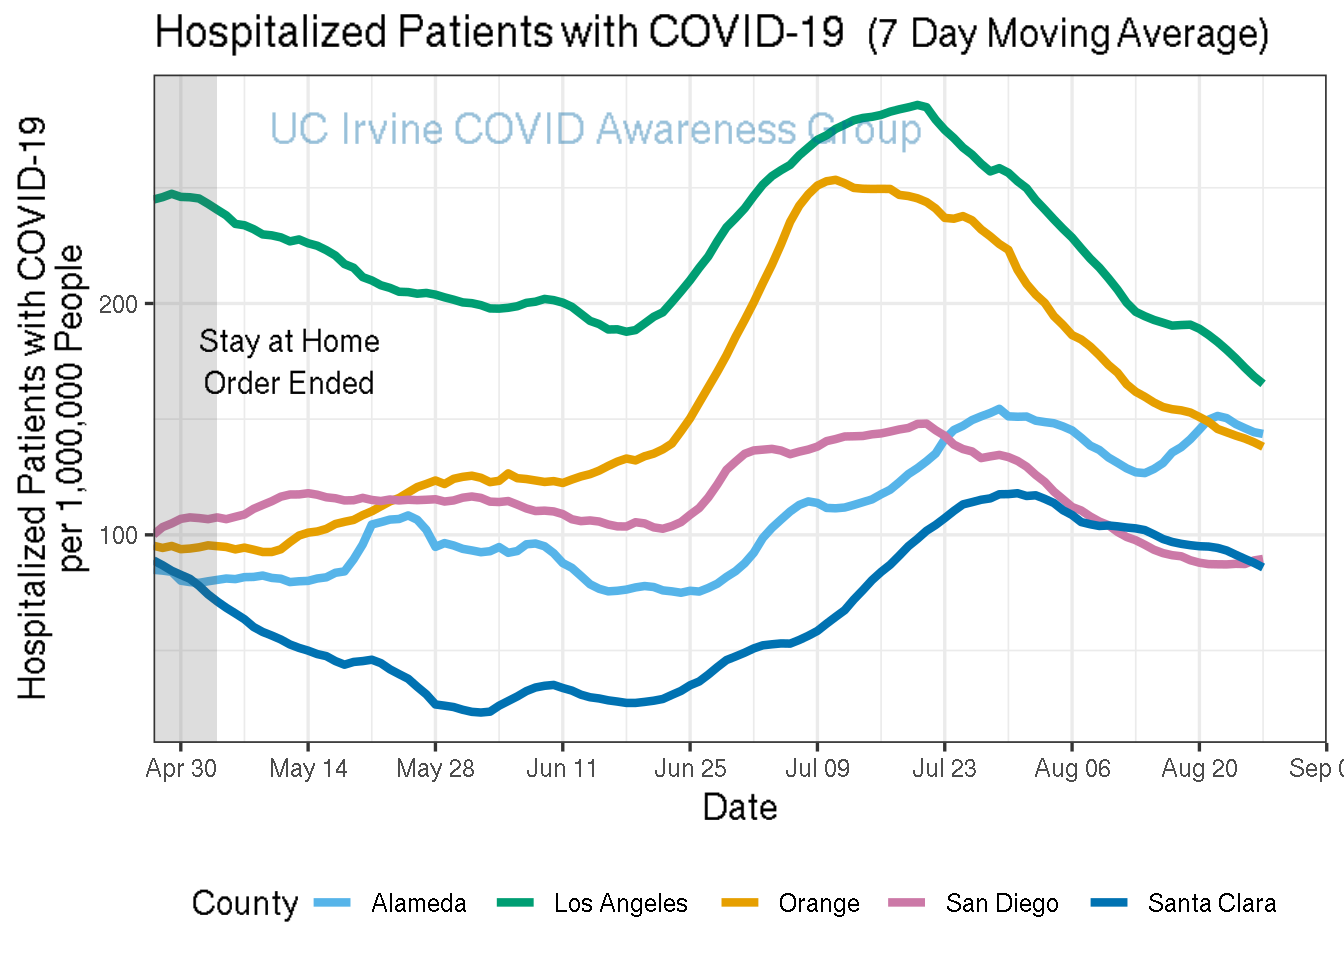 Hospitalized Patients with COVID-19 (7 Day Moving Average)
UC Irvine COVID Awareness Group
Hospitalized Patients with COVID-19
per 1,000,000 People
200
100
Stay at Home
Order Ended
Apr 30 May 14 May 28 Jun 11 Jun 25 Jul 09 Jul 23 Aug 06 Aug 20 Sep
Date
County Alameda Los Angeles Orange San Diego Santa Clara